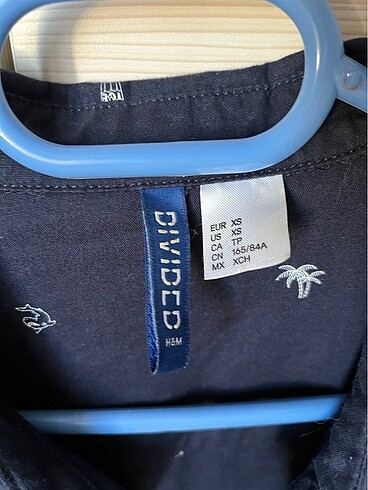 DIVIDED
H&M
EUR XS
US XS
CA TP
CN 165/84A
MX XCH